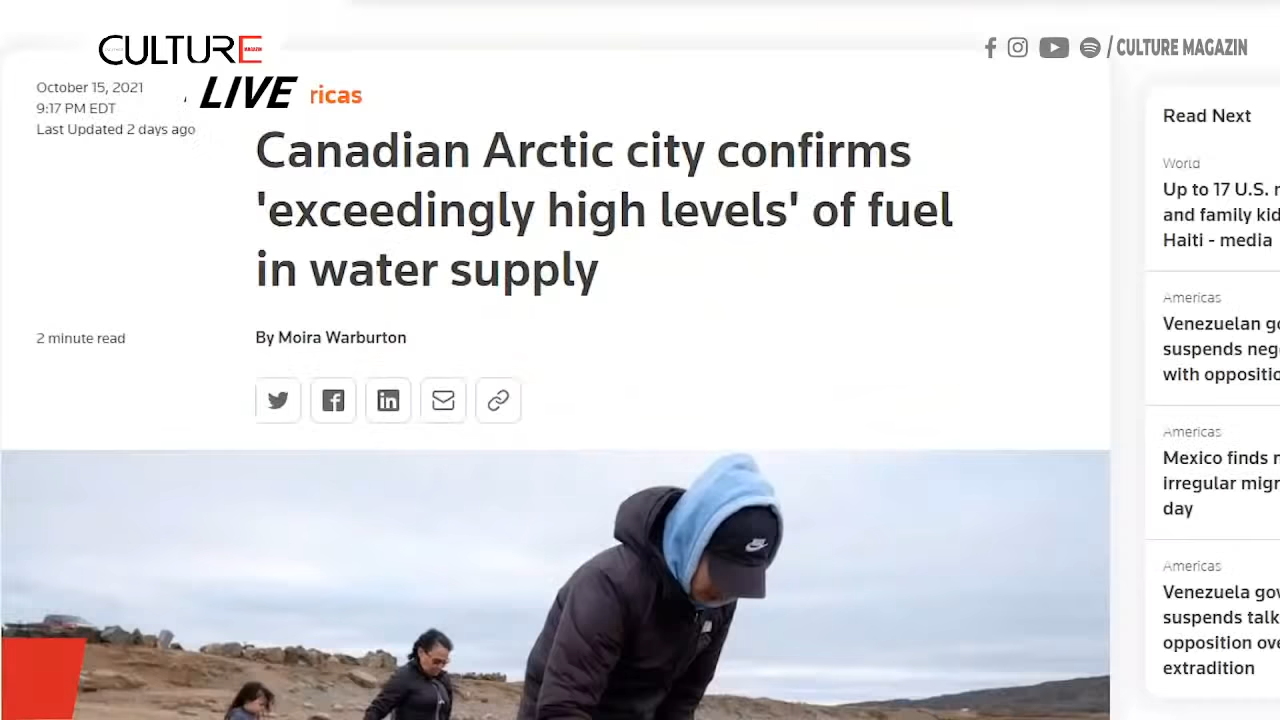 CULTURE
MAGAZIN
LIVE
/ CULTURE MAGAZIN
October 15, 2021
9:17 PM EDT
Last Updated 2 days ago
ricas
Canadian Arctic city confirms
'exceedingly high levels' of fuel
in water supply
2 minute read
By Moira Warburton
Read Next
World
Up to 17 U.S.
and family kid
Haiti - media
Americas
Venezuelan go
suspends neg
with oppositio
Americas
Mexico finds
irregular migr
day
Americas
Venezuela gov
suspends talk
opposition ove
extradition